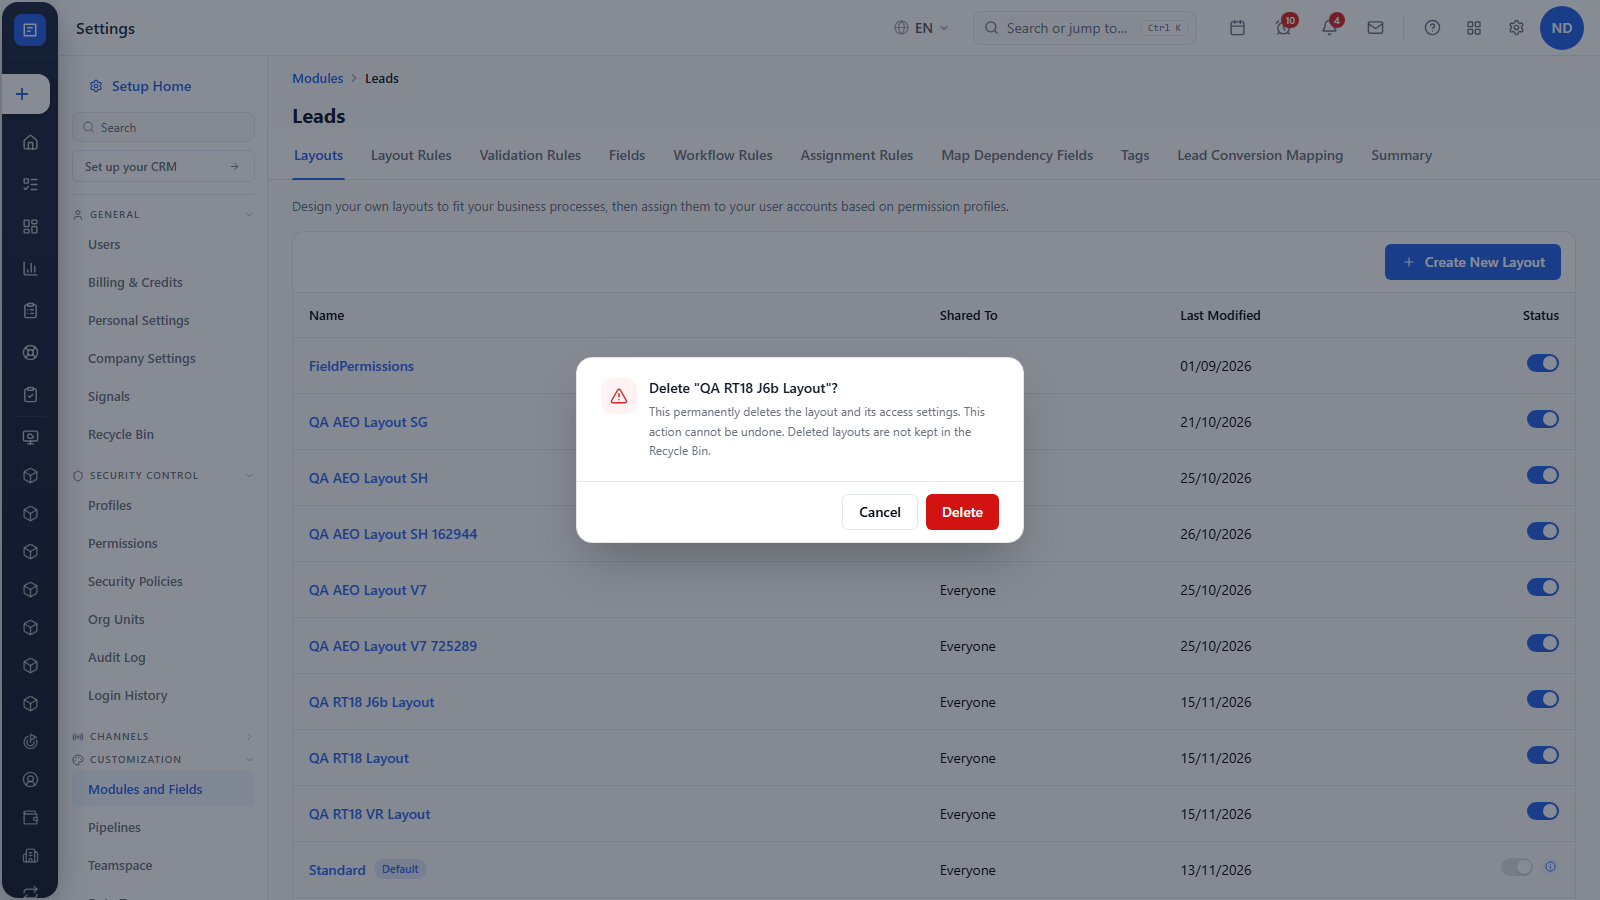 Settings
EN
Search or jump to...
Ctrl K
10
4
ND
Setup Home
Search
Set up your CRM
GENERAL
Users
Billing & Credits
Personal Settings
Company Settings
Signals
Recycle Bin
SECURITY CONTROL
Profiles
Permissions
Security Policies
Org Units
Audit Log
Login History
CHANNELS
CUSTOMIZATION
Modules and Fields
Pipelines
Teamspace
Modules > Leads
Leads
Layouts Layout Rules Validation Rules Fields Workflow Rules Assignment Rules Map Dependency Fields Tags Lead Conversion Mapping Summary
Design your own layouts to fit your business processes, then assign them to your user accounts based on permission profiles.
+ Create New Layout
Name Shared To Last Modified Status
FieldPermissions 01/09/2026
QA AEO Layout SG 21/10/2026
QA AEO Layout SH 25/10/2026
QA AEO Layout SH 162944 26/10/2026
QA AEO Layout V7 Everyone 25/10/2026
QA AEO Layout V7 725289 Everyone 25/10/2026
QA RT18 J6b Layout Everyone 15/11/2026
QA RT18 Layout Everyone 15/11/2026
QA RT18 VR Layout Everyone 15/11/2026
Standard Default Everyone 13/11/2026
Delete "QA RT18 J6b Layout"?
This permanently deletes the layout and its access settings. This
action cannot be undone. Deleted layouts are not kept in the
Recycle Bin.
Cancel
Delete